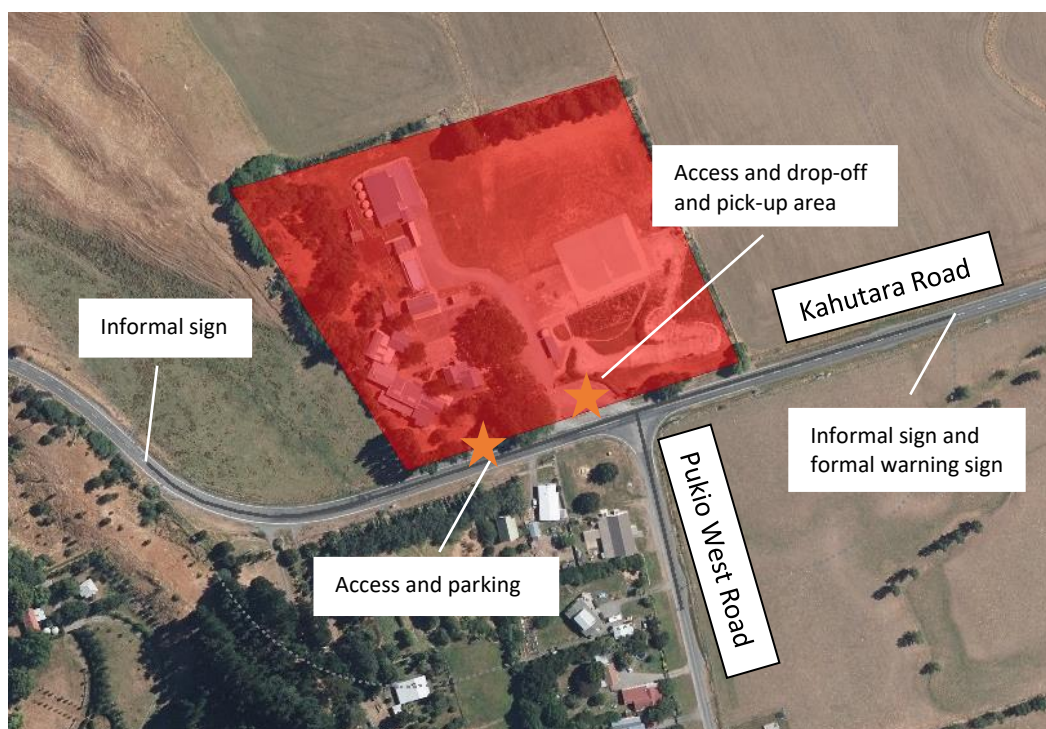 Access and drop-off
and pick-up area
Kahutara Road
Informal sign
Informal sign and
formal warning sign
Pukio West Road
Access and parking